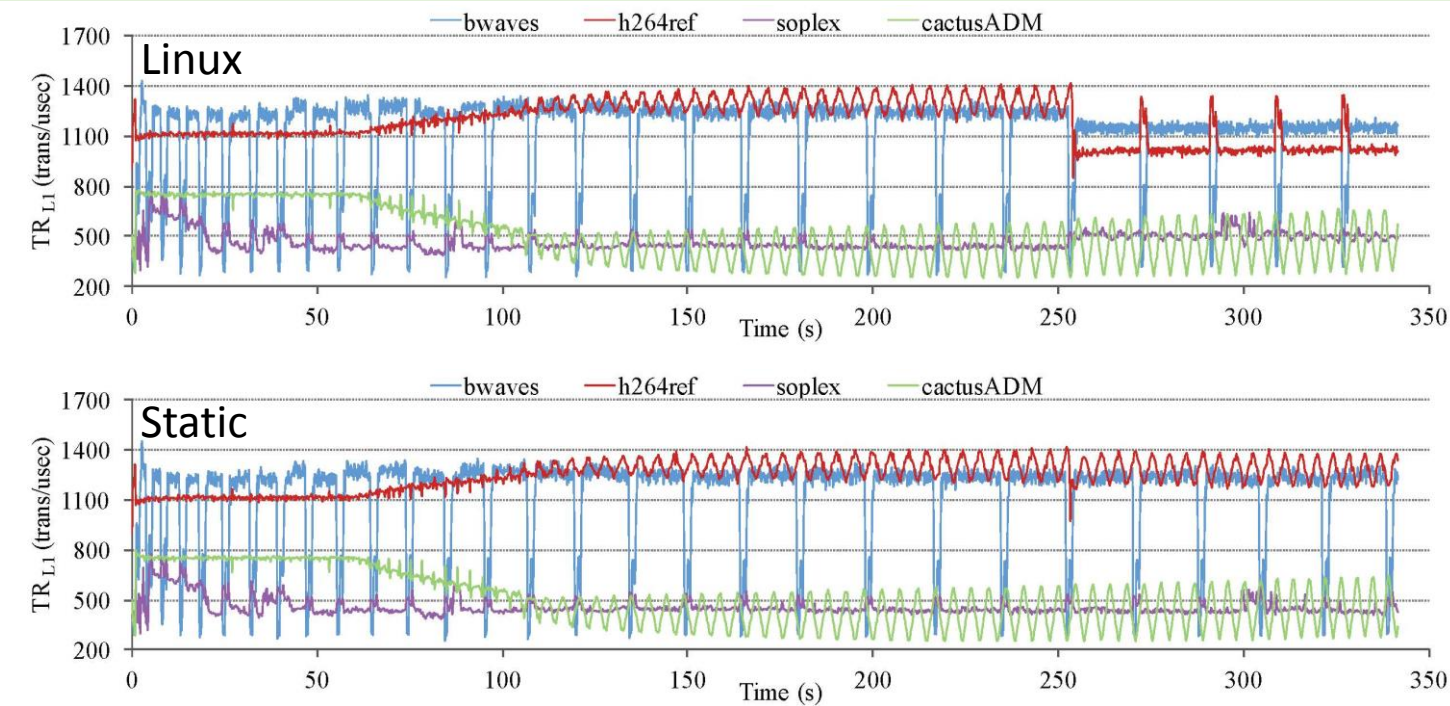 bwaves h264ref soplex cactusADM
Linux
TR L1 (trans/usec)
1700
1400
1100
800
500
200
0 50 100 150 200 250 300 350
Time (s)
bwaves h264ref soplex cactusADM
Static
TR L1 (trans/usec)
1700
1400
1100
800
500
200
0 50 100 150 200 250 300 350
Time (s)